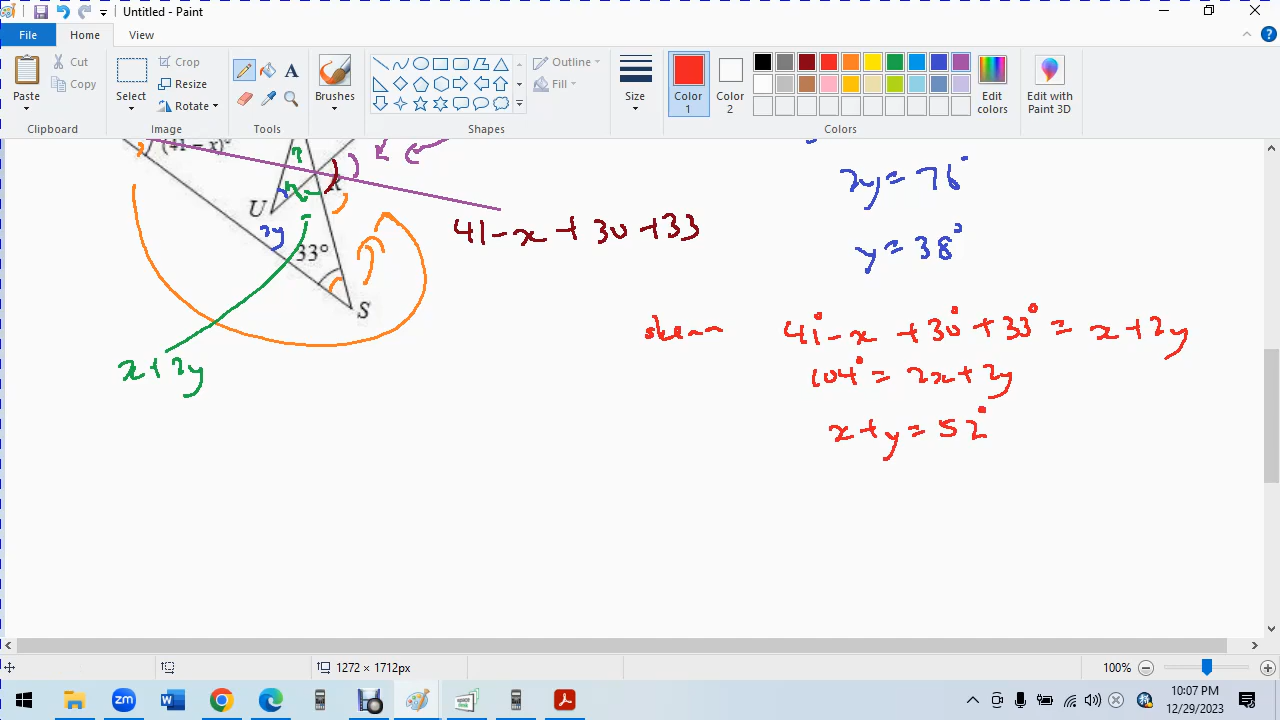 Untitled - Paint
File
Home
View
Paste
Cut
Copy
Clipboard
Select
Crop
Resize
Rotate
Image
A
Tools
Brushes
Outline
Fill
Shapes
Size
Color 1
Color 2
Edit colors
Colors
Edit with Paint 3D
(41 − x)°
2y = 76°
U
2y
33°
41 - x + 30 + 33
y = 38°
S
41° - x + 30° + 33° = x + 2y
x + 2y
104° = 2x + 2y
x + y = 52°
1272 × 1712px
100%
zm
W
10:07 PM
12/29/2023